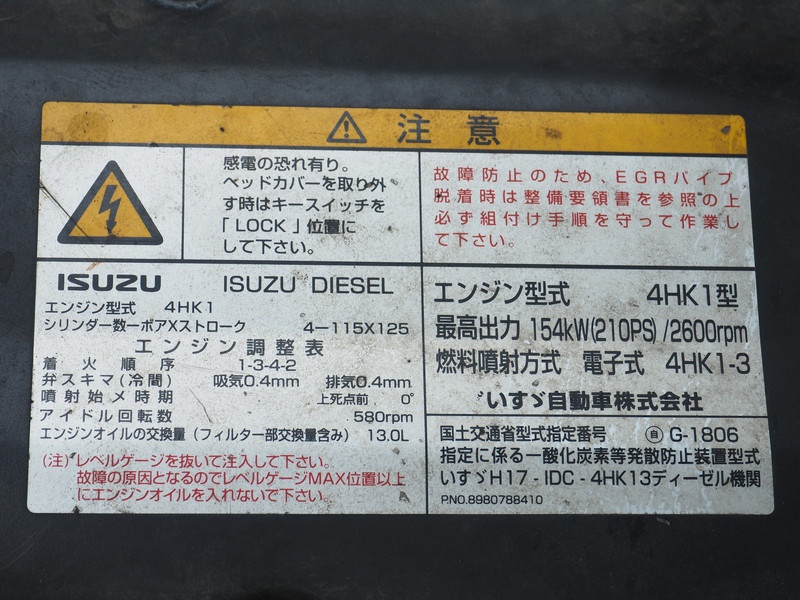 注意
感電の恐れ有り。
ヘッドカバーを取り外
す時はキースイッチを
「LOCK」位置に
して下さい。
故障防止のため、EGRパイプ
脱着時は整備要領書を参照の上
必ず組付け手順を守って作業し
て下さい。
ISUZU ISUZU DIESEL
エンジン型式 4HK1
シリンダー数ーボアXストローク 4-115X125
エンジン調整表
着火順序 1-3-4-2
弁スキマ(冷間) 吸気0.4mm 排気0.4mm
噴射始メ時期 上死点前 0°
アイドル回転数 580rpm
エンジンオイルの交換量(フィルター部交換量含み) 13.0L
(注)レベルゲージを抜いて注入して下さい。
故障の原因となるのでレベルゲージMAX位置以上
にエンジンオイルを入れないで下さい。
エンジン型式 4HK1型
最高出力 154kW(210PS)/2600rpm
燃料噴射方式 電子式 4HK1-3
いすゞ自動車株式会社
国土交通省型式指定番号 ㊐ G-1806
指定に係る一酸化炭素等発散防止装置型式
いすゞH17-IDC-4HK13ディーゼル機関
P.NO.8980788410